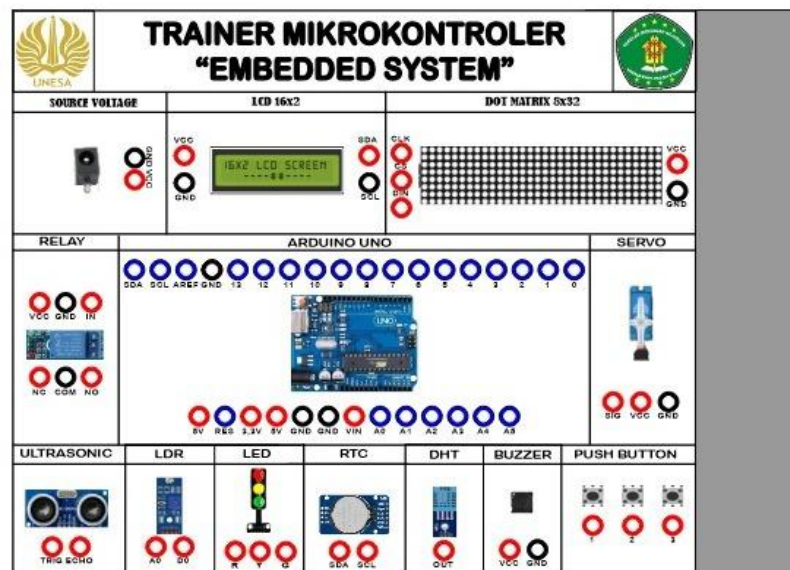 UNESA
TRAINER MIKROKONTROLER
“EMBEDDED SYSTEM”
SOURCE VOLTAGE
LCD 16x2
DOT MATRIX 8x32
GND VCC
VCC
GND
16X2 LCD SCREEN
SDA
SCL
CLK
CS
DIN
VCC
GND
RELAY
VCC GND IN
NC COM NO
ARDUINO UNO
SDA SCL AREF GND 13 12 11 10 9 8 7 6 5 4 3 2 1 0
UNO
5V RES 3,3V 5V GND GND VIN A0 A1 A2 A3 A4 A5
SERVO
SIG VCC GND
ULTRASONIC
TRIG ECHO
LDR
A0 D0
LED
R Y G
RTC
SDA SCL
DHT
OUT
BUZZER
VCC GND
PUSH BUTTON
1 2 3